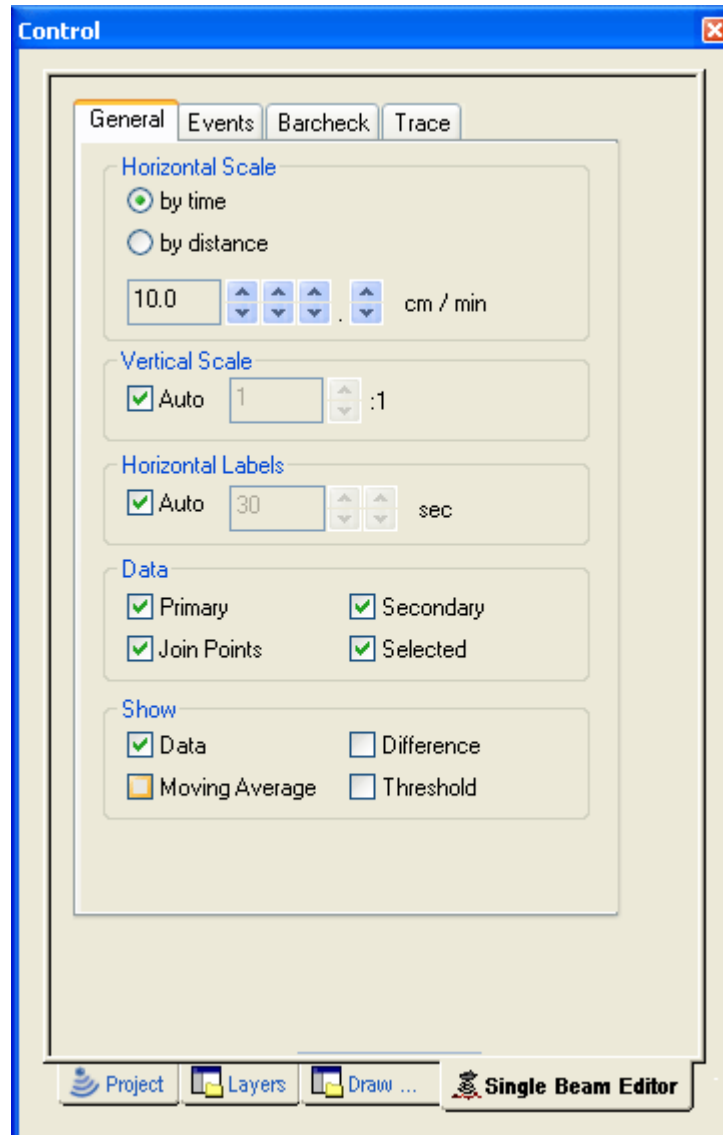 Control
General Events Barcheck Trace
Horizontal Scale
by time
by distance
10.0 . cm / min
Vertical Scale
Auto 1 :1
Horizontal Labels
Auto 30 sec
Data
Primary Secondary
Join Points Selected
Show
Data Difference
Moving Average Threshold
Project Layers Draw ... Single Beam Editor